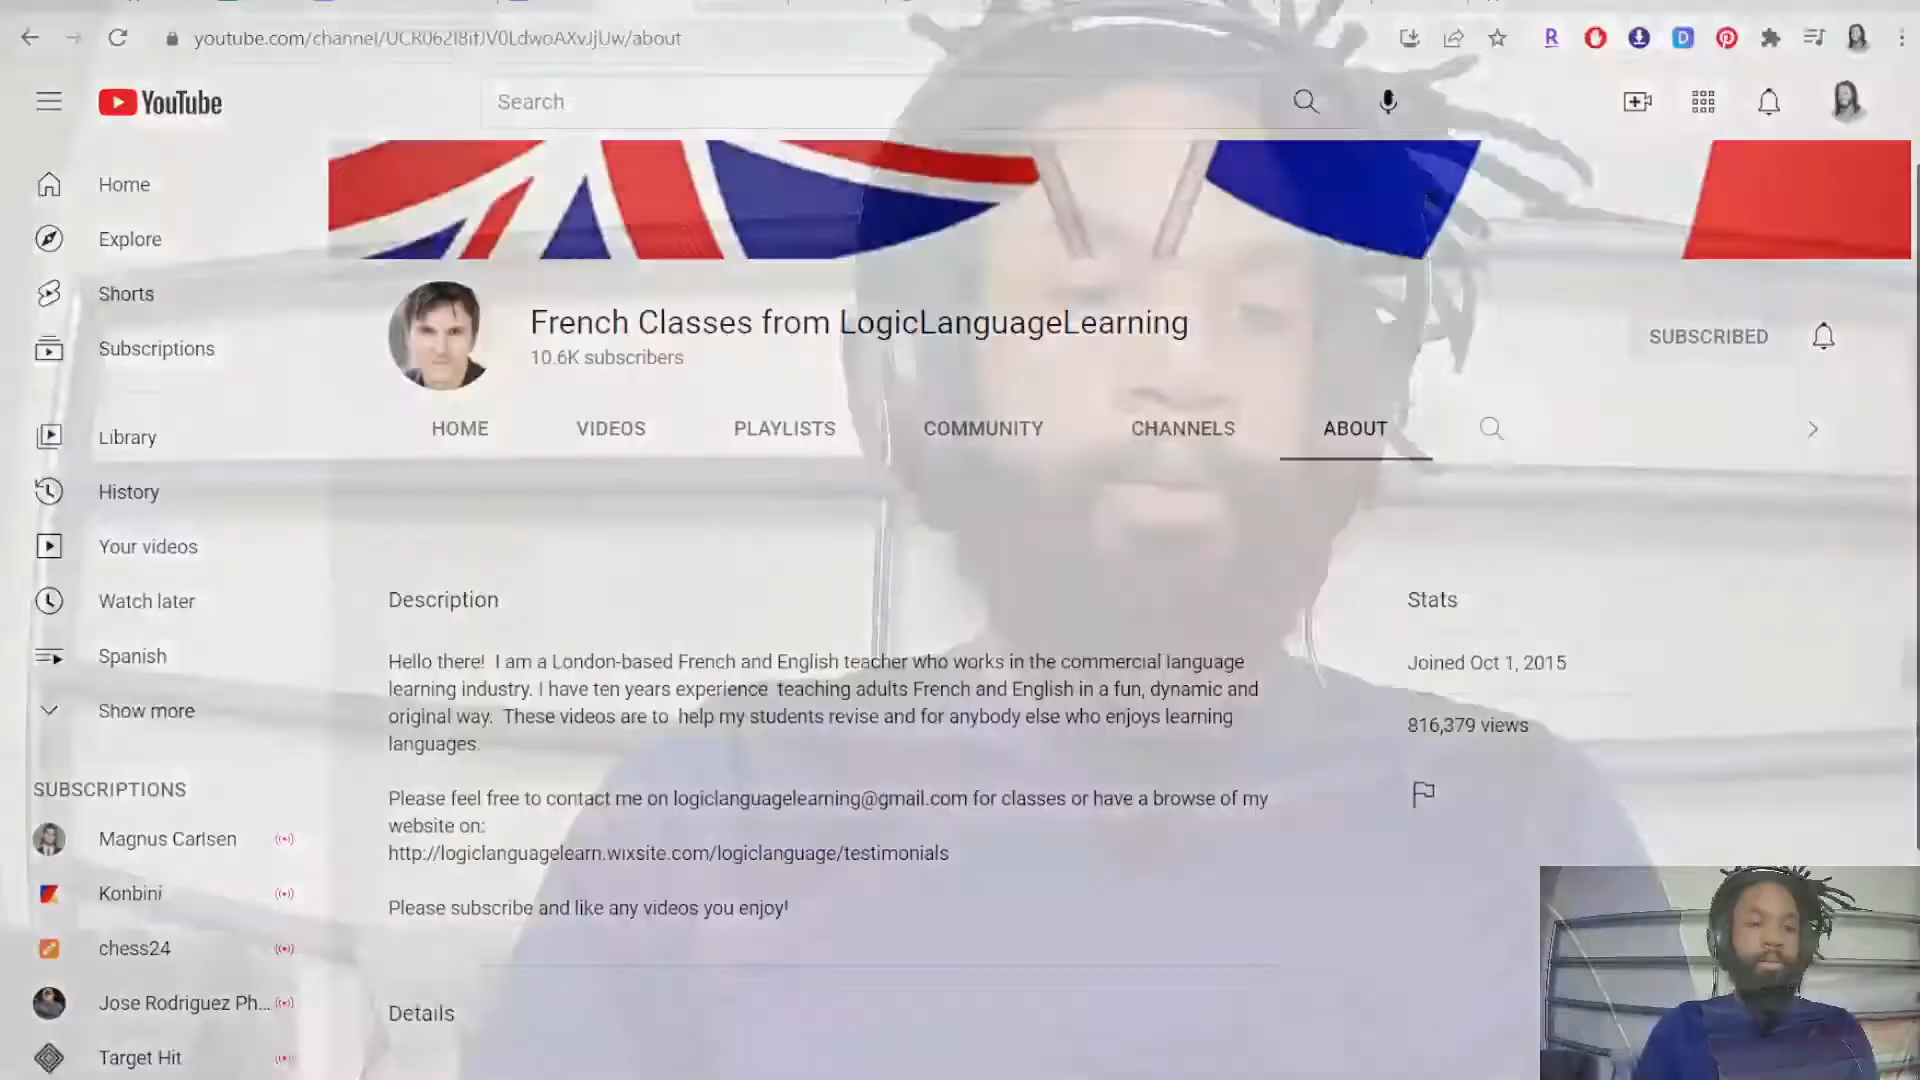 youtube.com/channel/UCR062I8ifJV0LdwoAXvJjUw/about
YouTube
Search
Home
Explore
Shorts
Subscriptions
Library
History
Your videos
Watch later
Spanish
Show more
SUBSCRIPTIONS
Magnus Carlsen
Konbini
chess24
Jose Rodriguez Ph...
Target Hit
French Classes from LogicLanguageLearning
10.6K subscribers
SUBSCRIBED
HOME VIDEOS PLAYLISTS COMMUNITY CHANNELS ABOUT
Description
Hello there! I am a London-based French and English teacher who works in the commercial language
learning industry. I have ten years experience teaching adults French and English in a fun, dynamic and
original way. These videos are to help my students revise and for anybody else who enjoys learning
languages.
Please feel free to contact me on logiclanguagelearning@gmail.com for classes or have a browse of my
website on:
http://logiclanguagelearn.wixsite.com/logiclanguage/testimonials
Please subscribe and like any videos you enjoy!
Details
Stats
Joined Oct 1, 2015
816,379 views